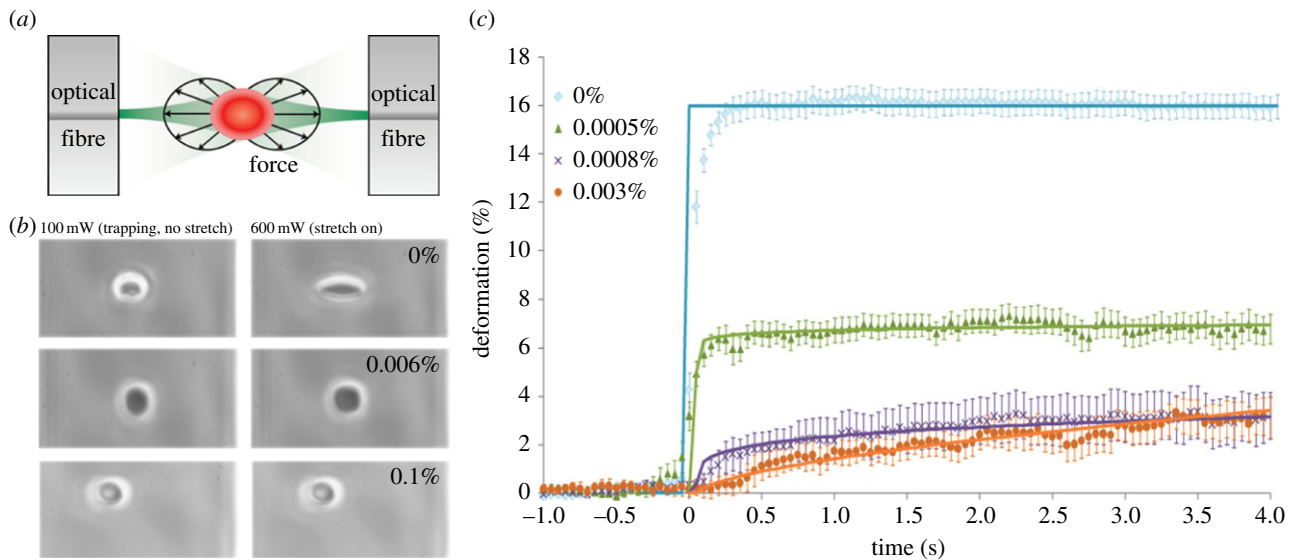 (a)
optical
fibre
force
optical
fibre
(b)
100 mW (trapping, no stretch)
600 mW (stretch on)
0%
0.006%
0.1%
(c)
18
16
14
12
10
8
6
4
2
0
deformation (%)
0%
0.0005%
0.0008%
0.003%
–1.0 –0.5 0 0.5 1.0 1.5 2.0 2.5 3.0 3.5 4.0
time (s)